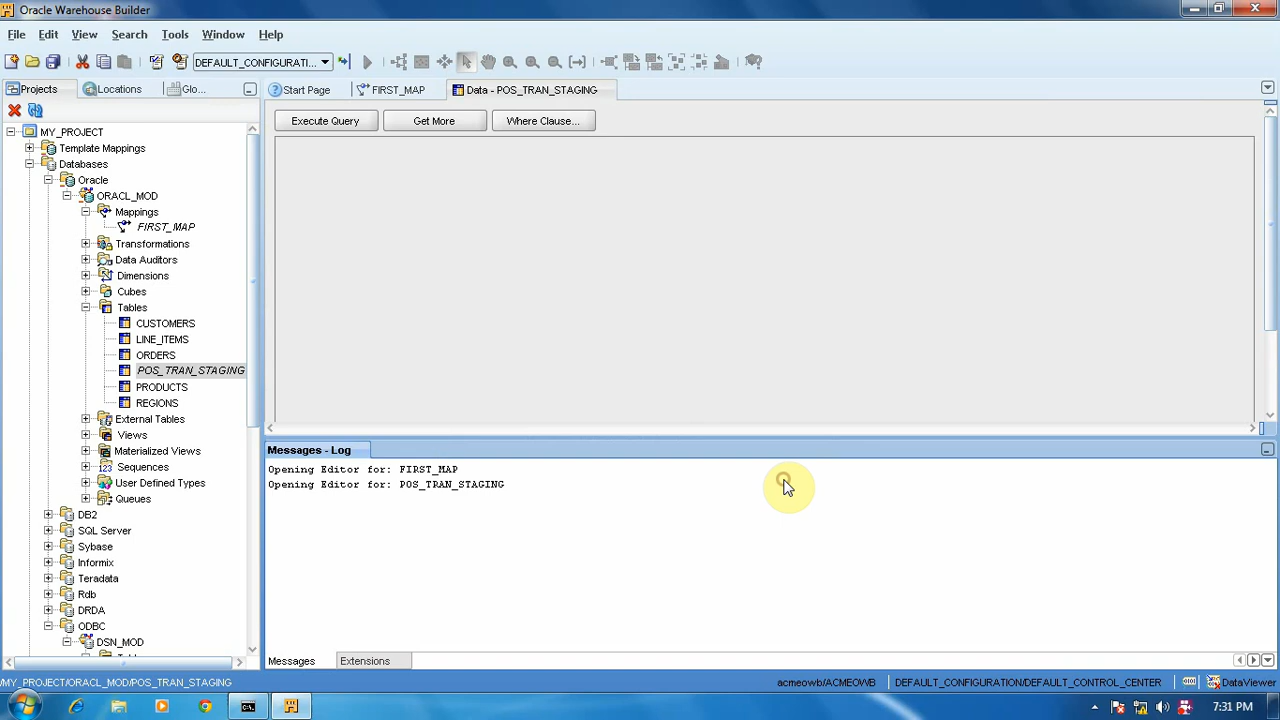 Oracle Warehouse Builder
File Edit View Search Tools Window Help
DEFAULT_CONFIGURATI...
Projects Locations Glo...
Start Page FIRST_MAP Data - POS_TRAN_STAGING
Execute Query Get More Where Clause...
MY_PROJECT
Template Mappings
Databases
Oracle
ORACL_MOD
Mappings
FIRST_MAP
Transformations
Data Auditors
Dimensions
Cubes
Tables
CUSTOMERS
LINE_ITEMS
ORDERS
POS_TRAN_STAGING
PRODUCTS
REGIONS
External Tables
Views
Materialized Views
Sequences
User Defined Types
Queues
DB2
SQL Server
Sybase
Informix
Teradata
Rdb
DRDA
ODBC
DSN_MOD
Messages - Log
Opening Editor for: FIRST_MAP
Opening Editor for: POS_TRAN_STAGING
Messages Extensions
/MY_PROJECT/ORACL_MOD/POS_TRAN_STAGING
acmeowb/ACMEOWB DEFAULT_CONFIGURATION/DEFAULT_CONTROL_CENTER DataViewer
7:31 PM